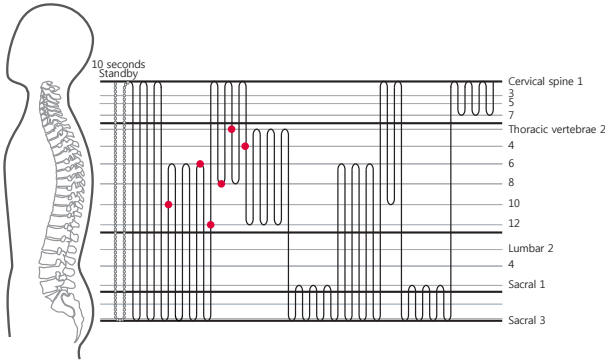 10 seconds
Standby
Cervical spine 1
3
5
7
Thoracic vertebrae 2
4
6
8
10
12
Lumbar 2
4
Sacral 1
Sacral 3